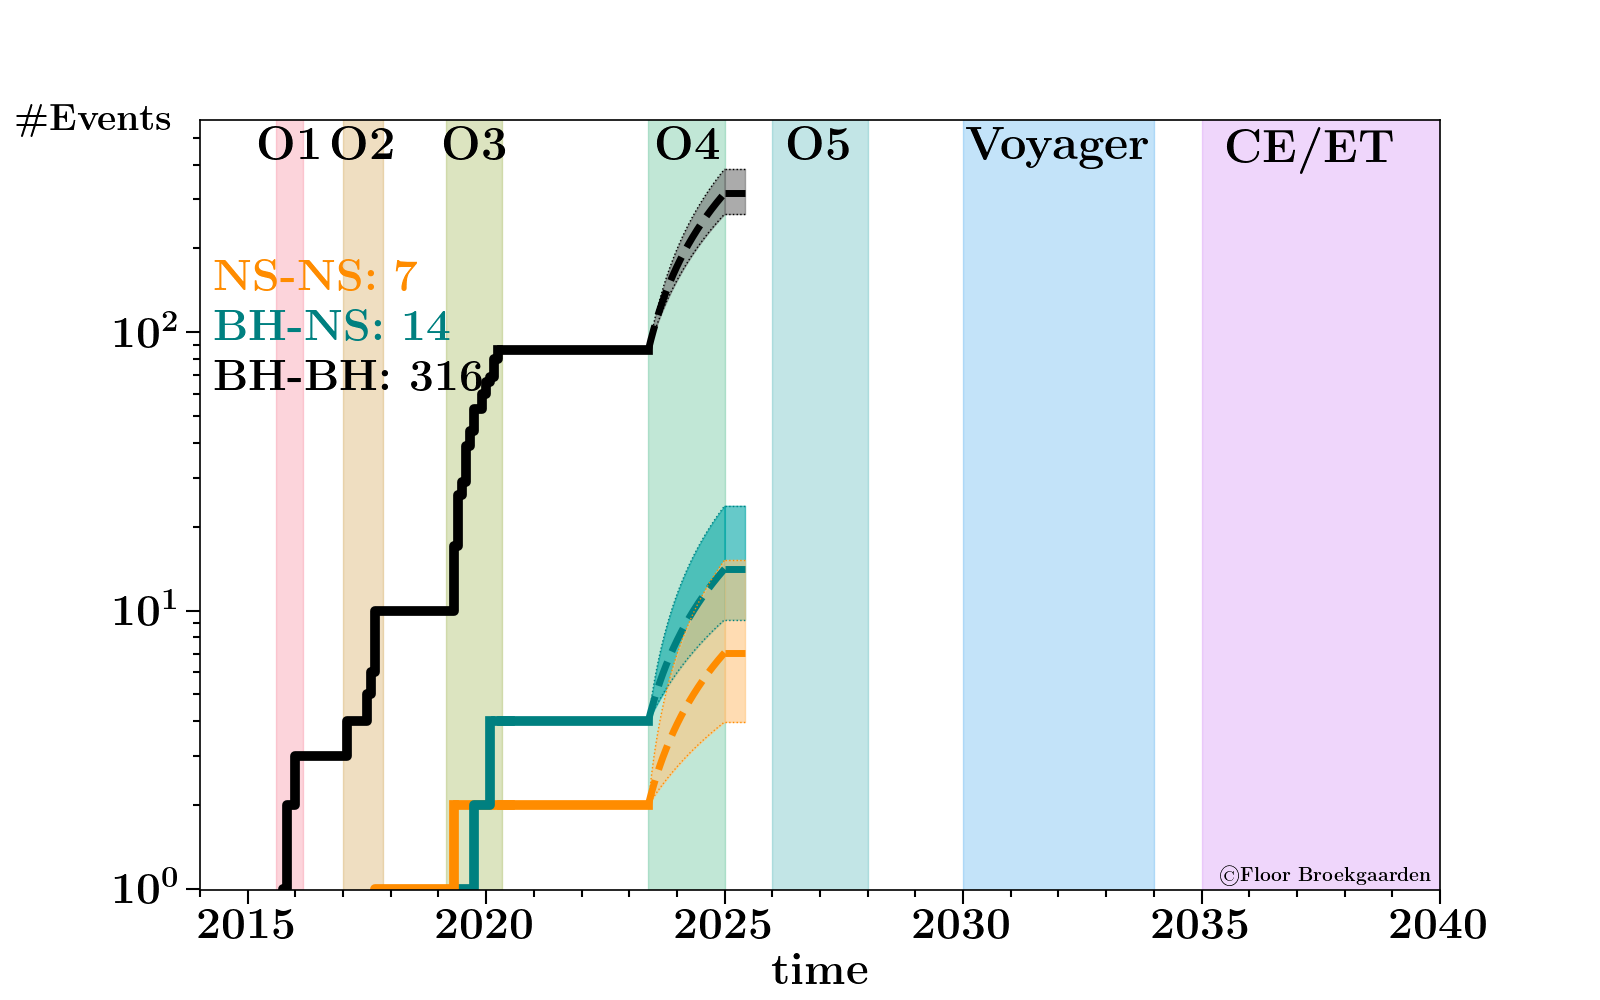 #Events
O1 O2 O3 O4 O5 Voyager CE/ET
NS-NS: 7
BH-NS: 14
BH-BH: 316
10²
10¹
10⁰
©Floor Broekgaarden
2015 2020 2025 2030 2035 2040
time